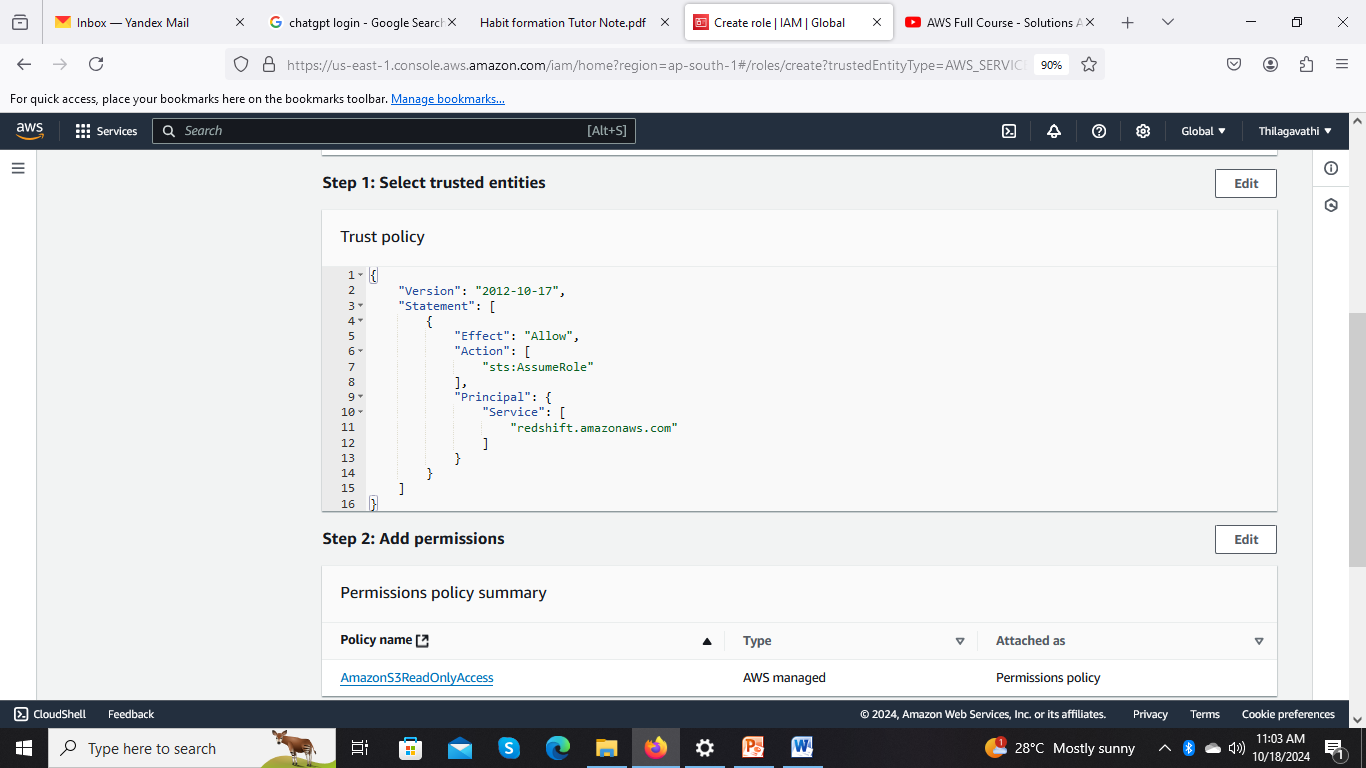 Inbox — Yandex Mail
chatgpt login - Google Search
Habit formation Tutor Note.pdf
Create role | IAM | Global
AWS Full Course - Solutions A
https://us-east-1.console.aws.amazon.com/iam/home?region=ap-south-1#/roles/create?trustedEntityType=AWS_SERVIC
90%
For quick access, place your bookmarks here on the bookmarks toolbar. Manage bookmarks...
aws
Services
Search
[Alt+S]
Global
Thilagavathi
Step 1: Select trusted entities
Edit
Trust policy
1 {
2 "Version": "2012-10-17",
3 "Statement": [
4 {
5 "Effect": "Allow",
6 "Action": [
7 "sts:AssumeRole"
8 ],
9 "Principal": {
10 "Service": [
11 "redshift.amazonaws.com"
12 ]
13 }
14 }
15 ]
16 }
Step 2: Add permissions
Edit
Permissions policy summary
Policy name
Type
Attached as
AmazonS3ReadOnlyAccess
AWS managed
Permissions policy
CloudShell
Feedback
© 2024, Amazon Web Services, Inc. or its affiliates.
Privacy
Terms
Cookie preferences
Type here to search
28°C Mostly sunny
11:03 AM
10/18/2024
1